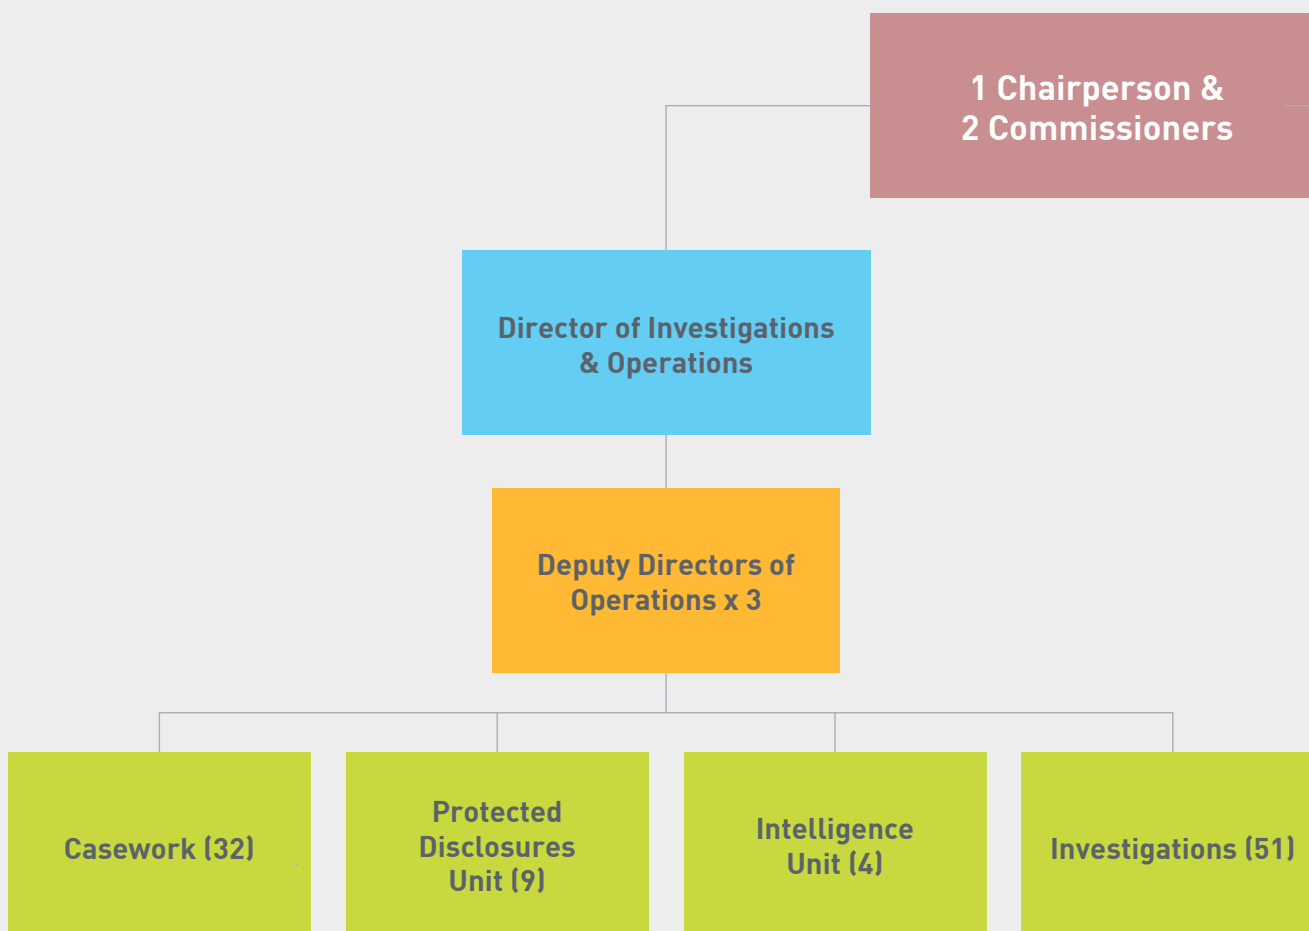 1 Chairperson &
2 Commissioners
Director of Investigations
& Operations
Deputy Directors of
Operations x 3
Casework (32)
Protected
Disclosures
Unit (9)
Intelligence
Unit (4)
Investigations (51)